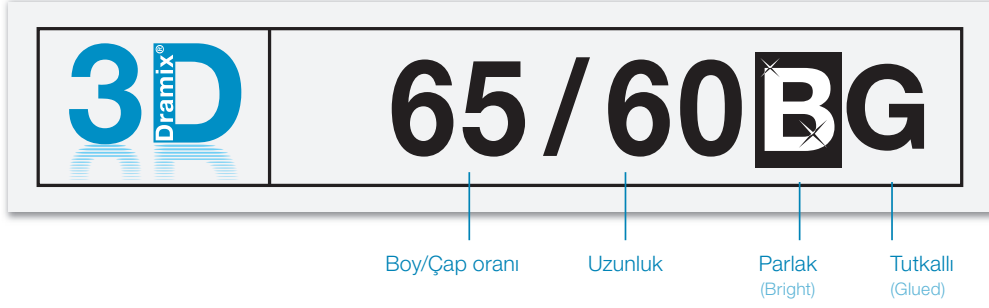 3D Dramix® 65/60BG
Boy/Çap oranı Uzunluk Parlak Tutkallı
(Bright) (Glued)